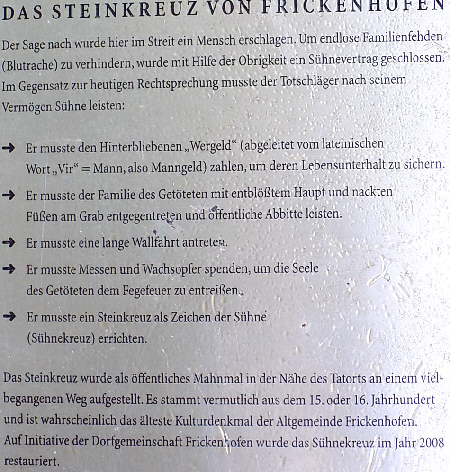 DAS STEINKREUZ VON FRICKENHOFEN
Der Sage nach wurde hier im Streit ein Mensch erschlagen. Um endlose Familienfehden
(Blutrache) zu verhindern, wurde mit Hilfe der Obrigkeit ein Sühnevertrag geschlossen.
Im Gegensatz zur heutigen Rechtsprechung musste der Totschläger nach seinem
Vermögen Sühne leisten:
➔ Er musste den Hinterbliebenen „Wergeld“ (abgeleitet vom lateinischen
Wort „Vir“ = Mann, also Manngeld) zahlen, um deren Lebensunterhalt zu sichern.
➔ Er musste der Familie des Getöteten mit entblößtem Haupt und nackten
Füßen am Grab entgegentreten und öffentliche Abbitte leisten.
➔ Er musste eine lange Wallfahrt antreten.
➔ Er musste Messen und Wachsopfer spenden, um die Seele
des Getöteten dem Fegefeuer zu entreißen.
➔ Er musste ein Steinkreuz als Zeichen der Sühne
(Sühnekreuz) errichten.
Das Steinkreuz wurde als öffentliches Mahnmal in der Nähe des Tatorts an einem viel-
begangenen Weg aufgestellt. Es stammt vermutlich aus dem 15. oder 16. Jahrhundert
und ist wahrscheinlich das älteste Kulturdenkmal der Altgemeinde Frickenhofen.
Auf Initiative der Dorfgemeinschaft Frickenhofen wurde das Sühnekreuz im Jahr 2008
restauriert.